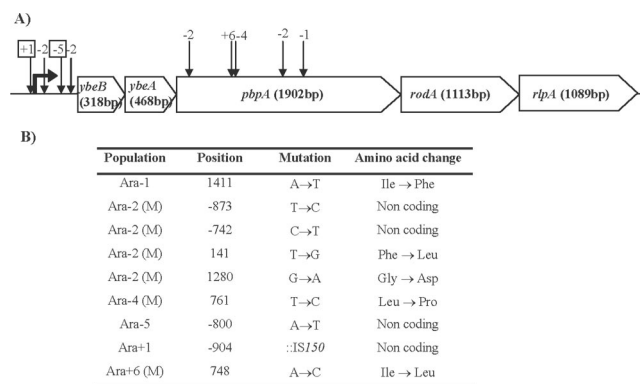 A)
+1 -2 -5 -2 -2 +6 -4 -2 -1
ybeB (318bp) ybeA (468bp) pbpA (1902bp) rodA (1113bp) rlpA (1089bp)
B)
Population Position Mutation Amino acid change
Ara-1 1411 A→T Ile → Phe
Ara-2 (M) -873 T→C Non coding
Ara-2 (M) -742 C→T Non coding
Ara-2 (M) 141 T→G Phe → Leu
Ara-2 (M) 1280 G→A Gly → Asp
Ara-4 (M) 761 T→C Leu → Pro
Ara-5 -800 A→T Non coding
Ara+1 -904 ::IS150 Non coding
Ara+6 (M) 748 A→C Ile → Leu